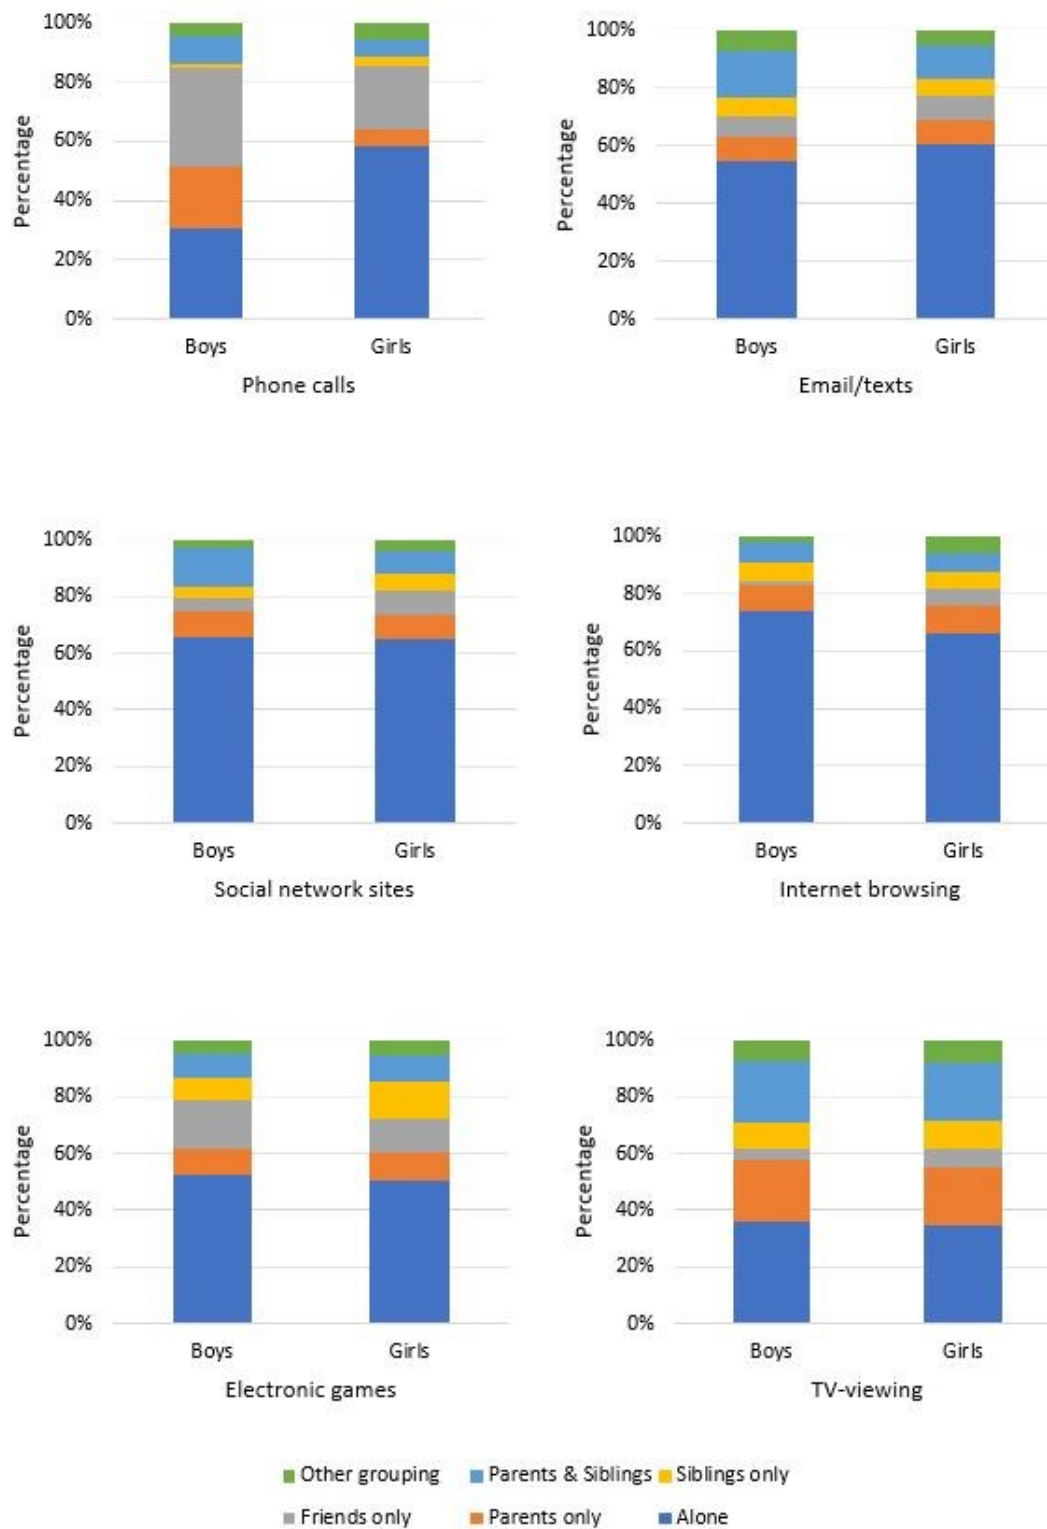 100%
80%
60%
40%
20%
0%
Percentage
Boys Girls
Phone calls
100%
80%
60%
40%
20%
0%
Percentage
Boys Girls
Email/texts
100%
80%
60%
40%
20%
0%
Percentage
Boys Girls
Social network sites
100%
80%
60%
40%
20%
0%
Percentage
Boys Girls
Internet browsing
100%
80%
60%
40%
20%
0%
Percentage
Boys Girls
Electronic games
100%
80%
60%
40%
20%
0%
Percentage
Boys Girls
TV-viewing
Other grouping Parents & Siblings Siblings only
Friends only Parents only Alone